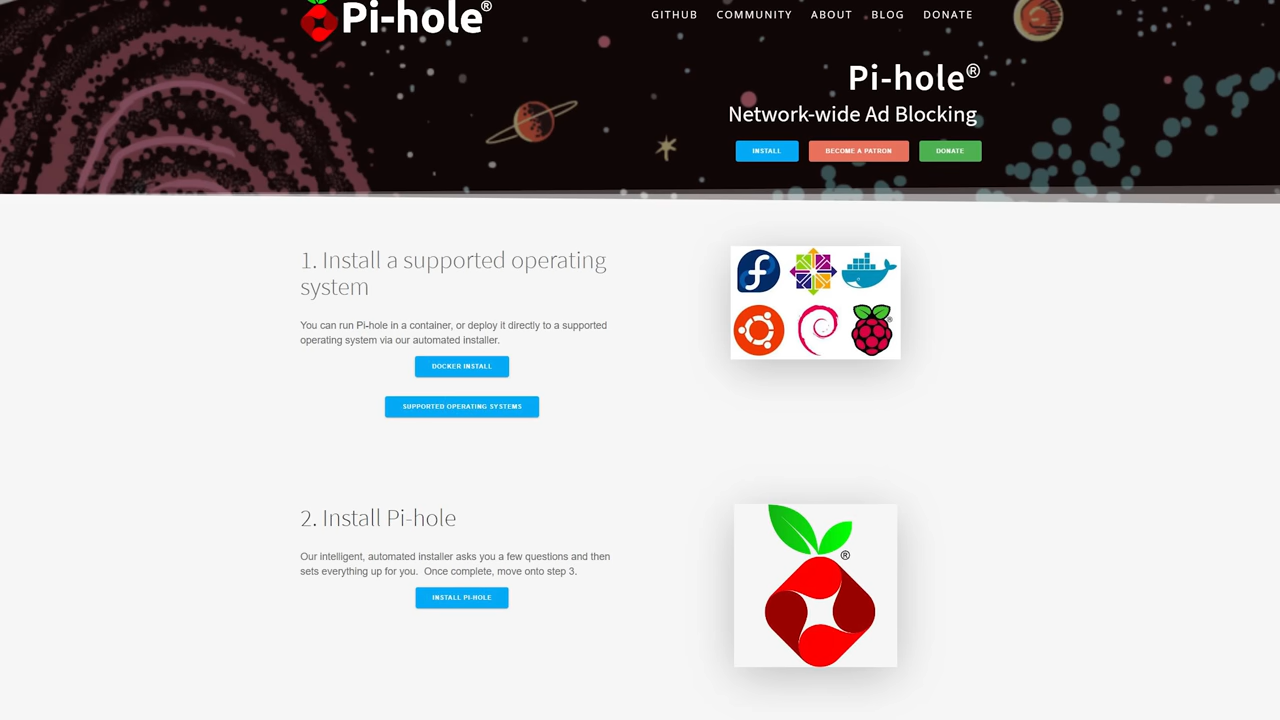 Pi-hole®
GITHUB COMMUNITY ABOUT BLOG DONATE
Pi-hole®
Network-wide Ad Blocking
INSTALL BECOME A PATRON DONATE
1. Install a supported operating
system
You can run Pi-hole in a container, or deploy it directly to a supported
operating system via our automated installer.
DOCKER INSTALL
SUPPORTED OPERATING SYSTEMS
2. Install Pi-hole
Our intelligent, automated installer asks you a few questions and then
sets everything up for you.  Once complete, move onto step 3.
INSTALL PI-HOLE
®